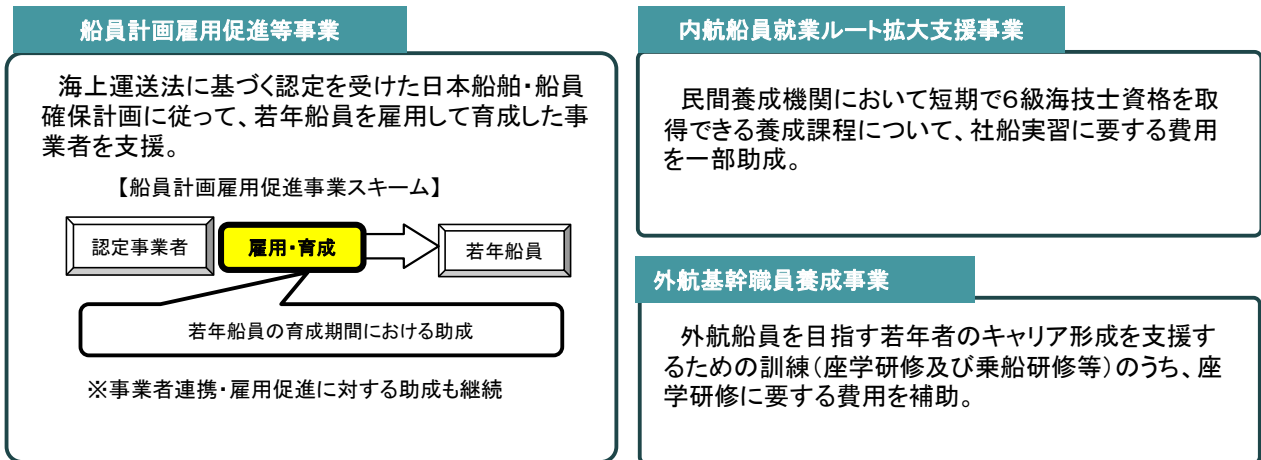 船員計画雇用促進等事業
海上運送法に基づく認定を受けた日本船舶・船員
確保計画に従って、若年船員を雇用して育成した事
業者を支援。
【船員計画雇用促進事業スキーム】
認定事業者
雇用・育成
若年船員
若年船員の育成期間における助成
※事業者連携・雇用促進に対する助成も継続
内航船員就業ルート拡大支援事業
民間養成機関において短期で6級海技士資格を取
得できる養成課程について、社船実習に要する費用
を一部助成。
外航基幹職員養成事業
外航船員を目指す若年者のキャリア形成を支援す
るための訓練（座学研修及び乗船研修等）のうち、座
学研修に要する費用を補助。